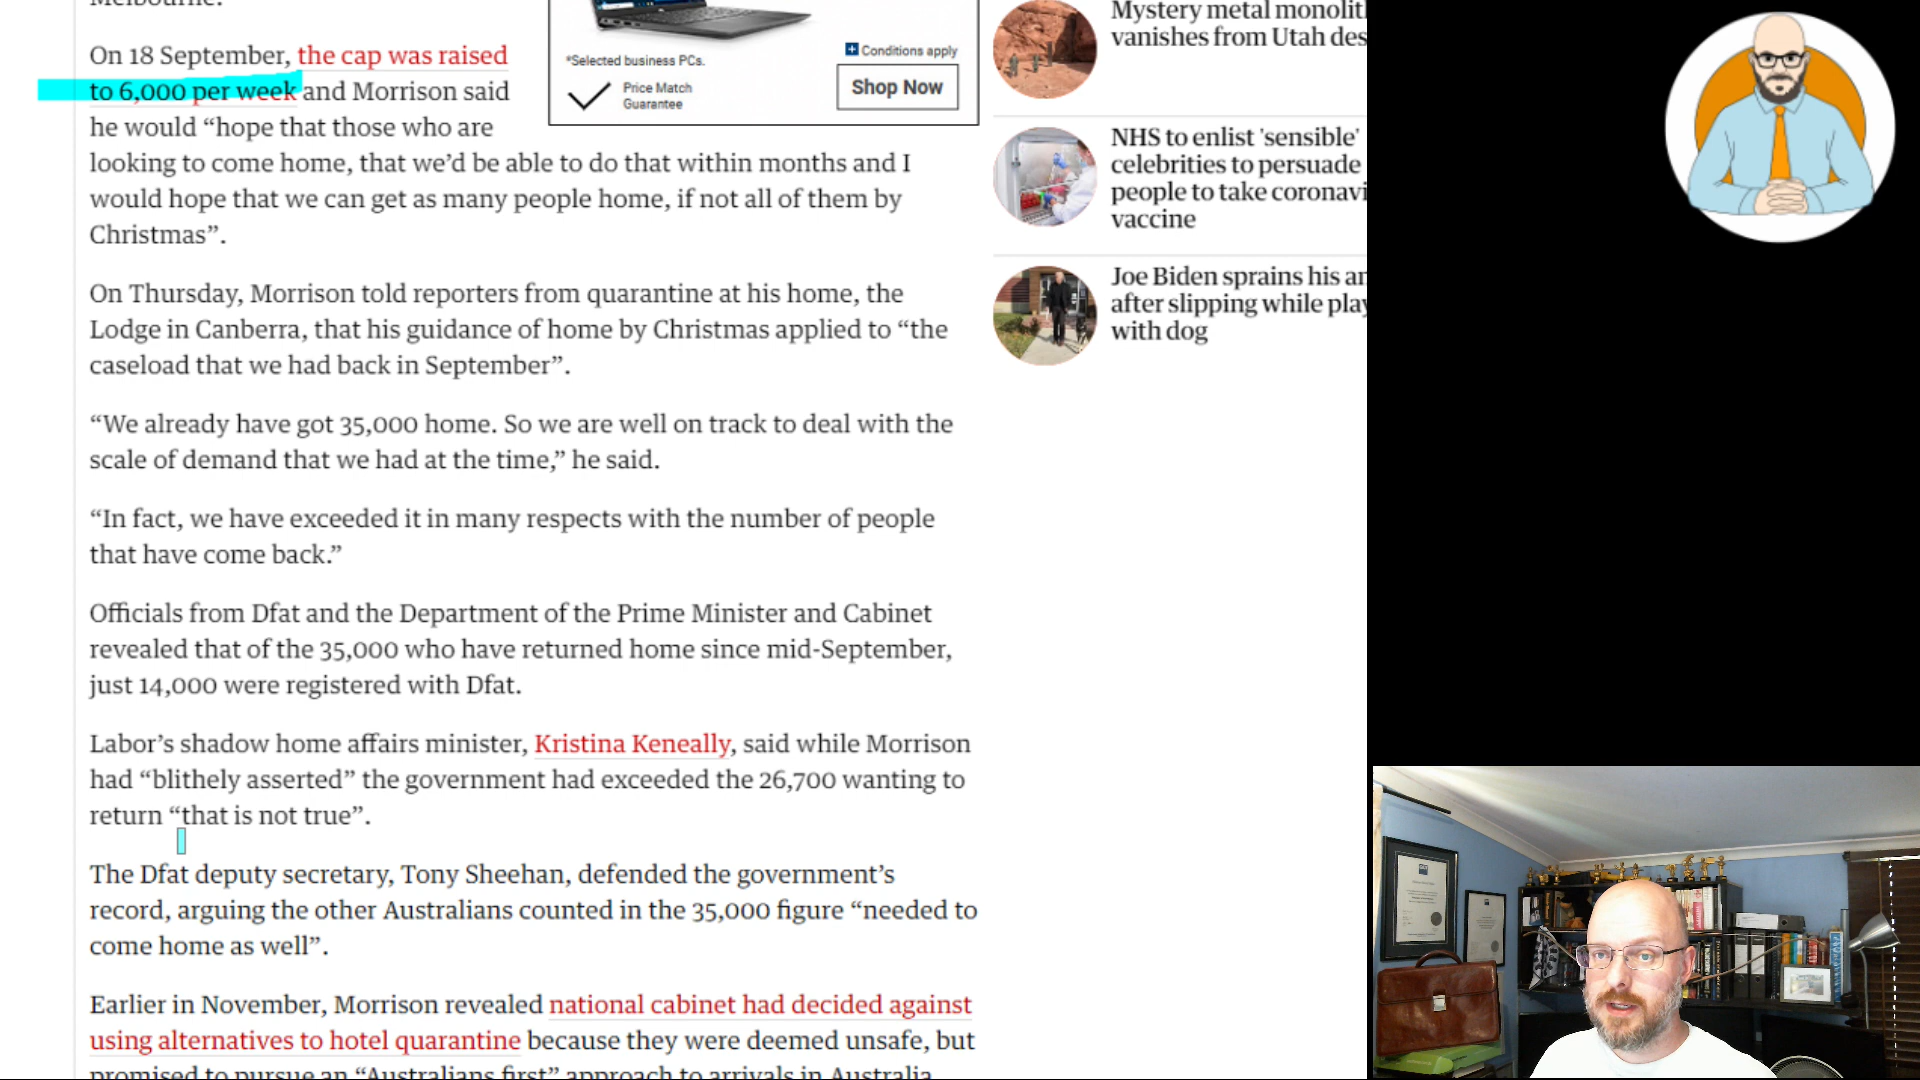 On 18 September, the cap was raised
to 6,000 per week and Morrison said
he would “hope that those who are
looking to come home, that we’d be able to do that within months and I
would hope that we can get as many people home, if not all of them by
Christmas”.
On Thursday, Morrison told reporters from quarantine at his home, the
Lodge in Canberra, that his guidance of home by Christmas applied to “the
caseload that we had back in September”.
“We already have got 35,000 home. So we are well on track to deal with the
scale of demand that we had at the time,” he said.
“In fact, we have exceeded it in many respects with the number of people
that have come back.”
Officials from Dfat and the Department of the Prime Minister and Cabinet
revealed that of the 35,000 who have returned home since mid-September,
just 14,000 were registered with Dfat.
Labor’s shadow home affairs minister, Kristina Keneally, said while Morrison
had “blithely asserted” the government had exceeded the 26,700 wanting to
return “that is not true”.
The Dfat deputy secretary, Tony Sheehan, defended the government’s
record, arguing the other Australians counted in the 35,000 figure “needed to
come home as well”.
Earlier in November, Morrison revealed national cabinet had decided against
using alternatives to hotel quarantine because they were deemed unsafe, but
promised to pursue an “Australians first” approach to arrivals in Australia
Conditions apply
*Selected business PCs.
Price Match
Guarantee
Shop Now
Mystery metal monolit
vanishes from Utah des
NHS to enlist 'sensible'
celebrities to persuade
people to take coronavi
vaccine
Joe Biden sprains his an
after slipping while play
with dog